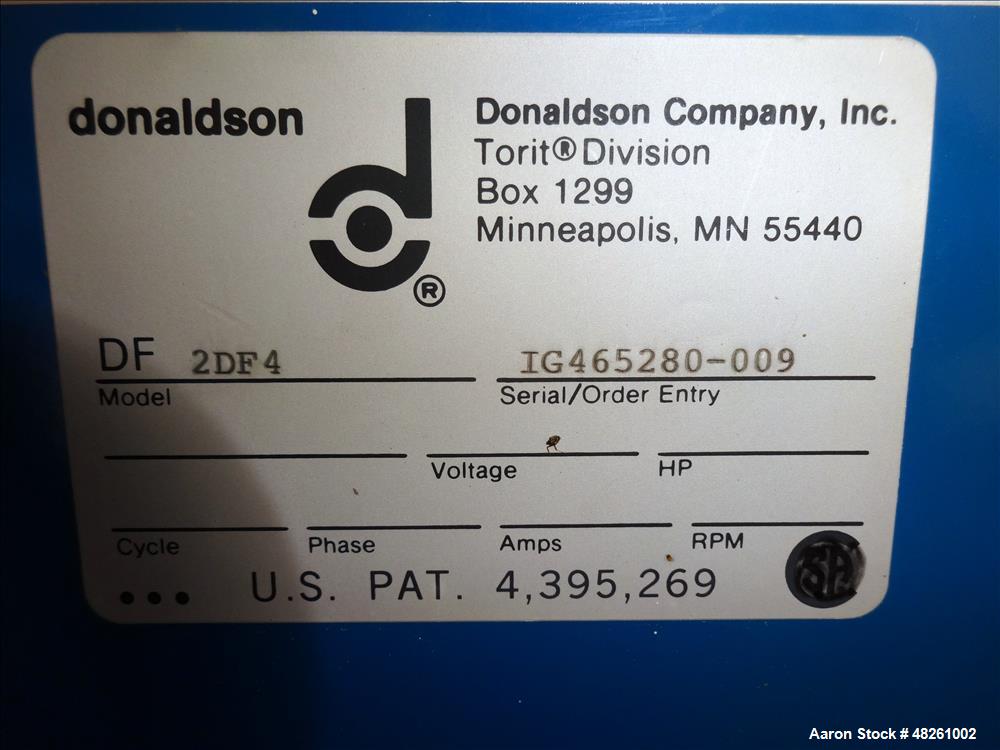 donaldson
d
®
Donaldson Company, Inc.
Torit® Division
Box 1299
Minneapolis, MN 55440
DF 2DF4
IG465280-009
Model
Serial/Order Entry
Voltage
HP
Cycle
Phase
Amps
RPM
... U.S. PAT. 4,395,269
SA
Aaron Stock # 48261002